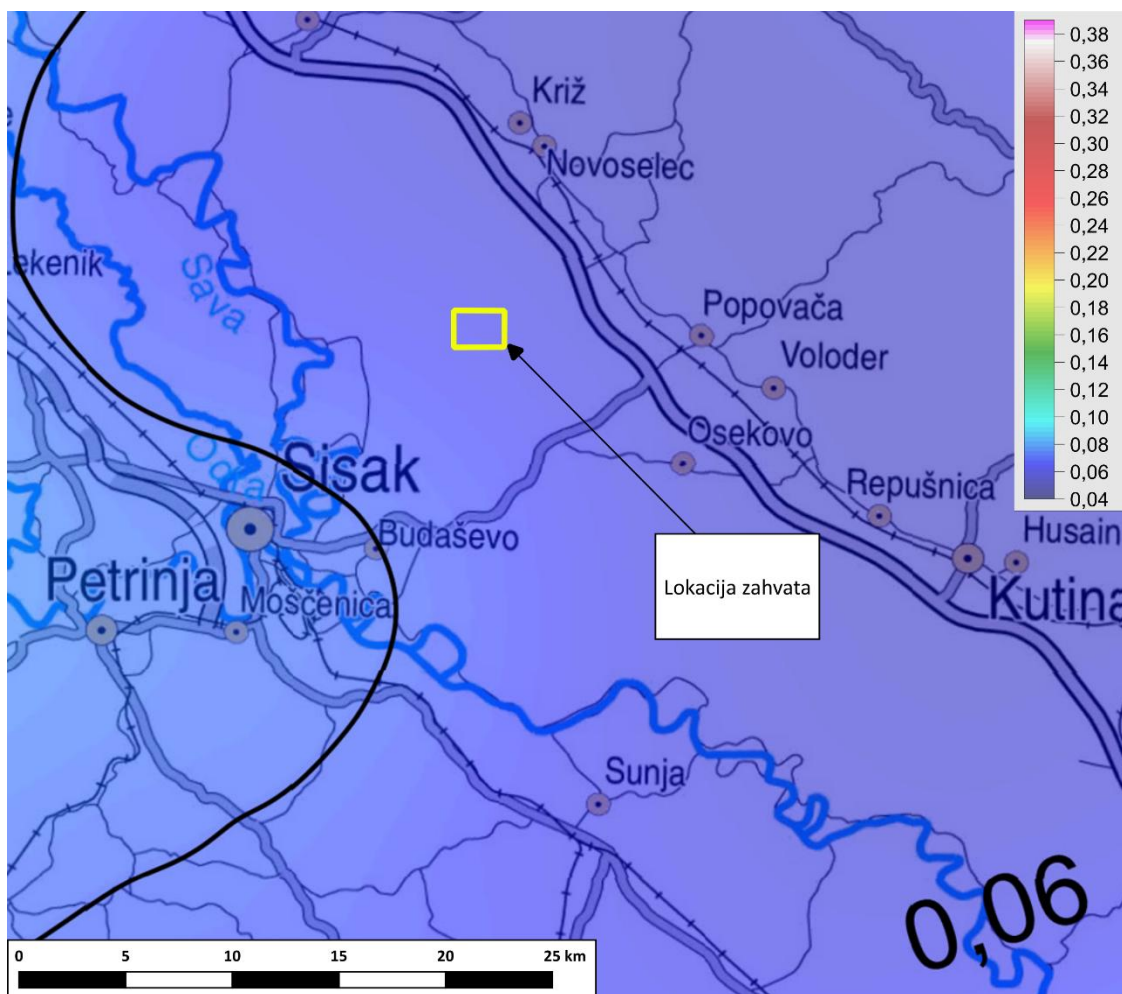 Križ
Novoselec
ekenik
Sava
Popovača
Voloder
Osekovo
Odra
Sisak
Repušnica
Budaševo
Husain
Petrinja
Moščenica
Kutina
Lokacija zahvata
Sunja
0,06
0,38
0,36
0,34
0,32
0,30
0,28
0,26
0,24
0,22
0,20
0,18
0,16
0,14
0,12
0,10
0,08
0,06
0,04
0 5 10 15 20 25 km